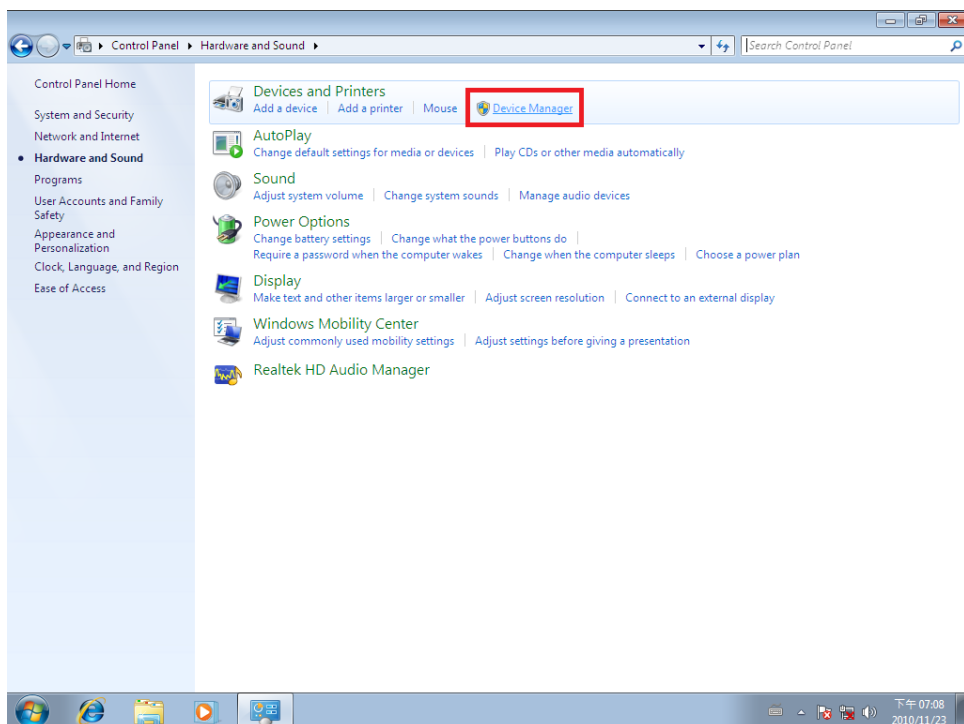 Control Panel Hardware and Sound Search Control Panel
Control Panel Home
System and Security
Network and Internet
Hardware and Sound
Programs
User Accounts and Family
Safety
Appearance and
Personalization
Clock, Language, and Region
Ease of Access
Devices and Printers
Add a device Add a printer Mouse Device Manager
AutoPlay
Change default settings for media or devices Play CDs or other media automatically
Sound
Adjust system volume Change system sounds Manage audio devices
Power Options
Change battery settings Change what the power buttons do
Require a password when the computer wakes Change when the computer sleeps Choose a power plan
Display
Make text and other items larger or smaller Adjust screen resolution Connect to an external display
Windows Mobility Center
Adjust commonly used mobility settings Adjust settings before giving a presentation
Realtek HD Audio Manager
下午 07:08
2010/11/23